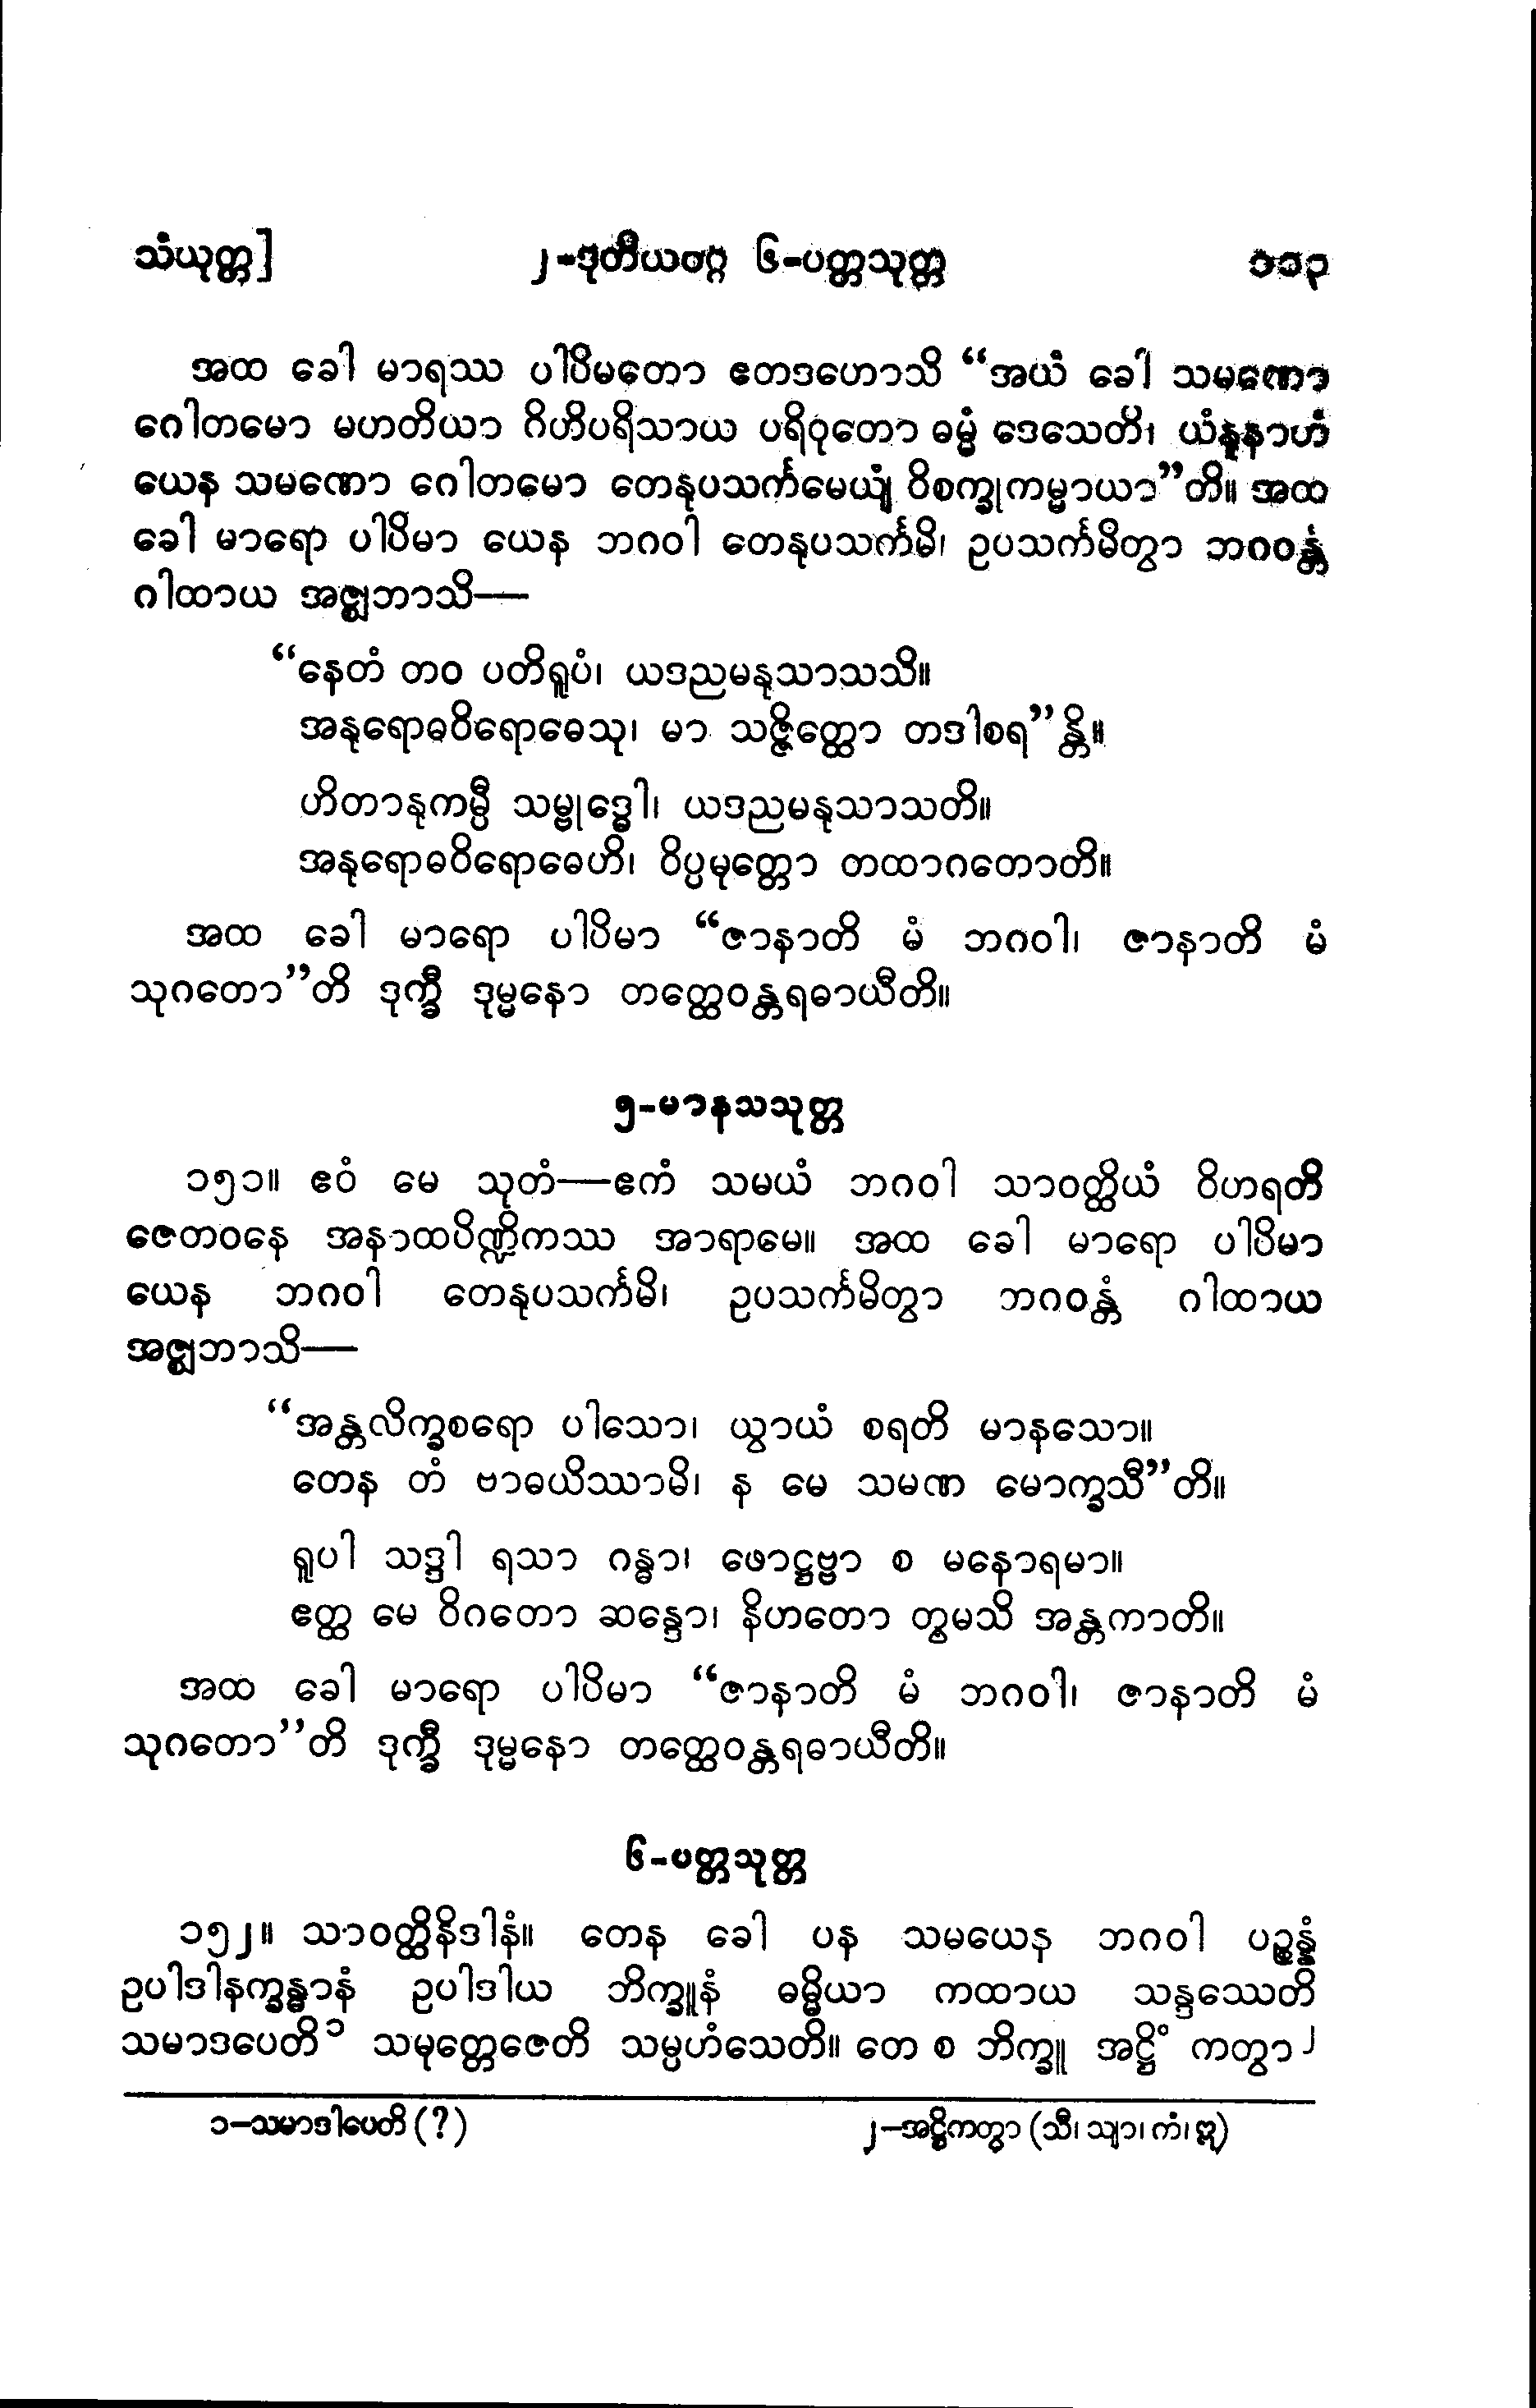 သံယုတ္တ] ၂-ဒုတိယဝဂ္ဂ ၆-ပတ္တသုတ္တ ၁၁၃
အထ ခေါ မာရဿ ပါပိမတော ဧတဒဟောသိ “အယံ ခေါ သမဏော
ဂေါတမော မဟတိယာ ဂိဟိပရိသာယ ပရိဝုတော ဓမ္မံ ဒေသေတိ၊ ယံနူနာဟံ
ယေန သမဏော ဂေါတမော တေနုပသင်္ကမေယျံ ဝိစက္ခုကမ္မာယာ”တိ။ အထ
ခေါ မာရော ပါပိမာ ယေန ဘဂဝါ တေနုပသင်္ကမိ၊ ဥပသင်္ကမိတွာ ဘဂဝန္တံ
ဂါထာယ အဇ္ဈဘာသိ—
“နေတံ တဝ ပတိရူပံ၊ ယဒညမနုသာသသိ။
အနုရောဓဝိရောဓေသု၊ မာ သဇ္ဇိတ္ထော တဒါစရ”န္တိ။
ဟိတာနုကမ္ပီ သမ္ဗုဒ္ဓေါ၊ ယဒညမနုသာသတိ။
အနုရောဓဝိရောဓေဟိ၊ ဝိပ္ပမုတ္တော တထာဂတောတိ။
အထ ခေါ မာရော ပါပိမာ “ဇာနာတိ မံ ဘဂဝါ၊ ဇာနာတိ မံ
သုဂတော”တိ ဒုက္ခီ ဒုမ္မနော တတ္ထေဝန္တရဓာယီတိ။
၅-မာနသသုတ္တ
၁၅၁။ ဧဝံ မေ သုတံ—ဧကံ သမယံ ဘဂဝါ သာဝတ္ထိယံ ဝိဟရတိ
ဇေတဝနေ အနာထပိဏ္ဍိကဿ အာရာမေ။ အထ ခေါ မာရော ပါပိမာ
ယေန ဘဂဝါ တေနုပသင်္ကမိ၊ ဥပသင်္ကမိတွာ ဘဂဝန္တံ ဂါထာယ
အဇ္ဈဘာသိ—
“အန္တလိက္ခစရော ပါသော၊ ယွာယံ စရတိ မာနသော။
တေန တံ ဗာဓယိဿာမိ၊ န မေ သမဏ မောက္ခသီ”တိ။
ရူပါ သဒ္ဒါ ရသာ ဂန္ဓာ၊ ဖောဋ္ဌဗ္ဗာ စ မနောရမာ။
ဧတ္ထ မေ ဝိဂတော ဆန္ဒော၊ နိဟတော တွမသိ အန္တကာတိ။
အထ ခေါ မာရော ပါပိမာ “ဇာနာတိ မံ ဘဂဝါ၊ ဇာနာတိ မံ
သုဂတော”တိ ဒုက္ခီ ဒုမ္မနော တတ္ထေဝန္တရဓာယီတိ။
၆-ပတ္တသုတ္တ
၁၅၂။ သာဝတ္ထိနိဒါနံ။ တေန ခေါ ပန သမယေန ဘဂဝါ ပဉ္စန္နံ
ဥပါဒါနက္ခန္ဓာနံ ဥပါဒါယ ဘိက္ခူနံ ဓမ္မိယာ ကထာယ သန္ဒဿေတိ
သမာဒပေတိ၁ သမုတ္တေဇေတိ သမ္ပဟံသေတိ။ တေ စ ဘိက္ခူ အဋ္ဌိံ ကတွာ၂
၁—သမာဒါပေတိ (?) ၂—အဋ္ဌိကတွာ (သီ၊ သျာ၊ ကံ၊ ဣ)